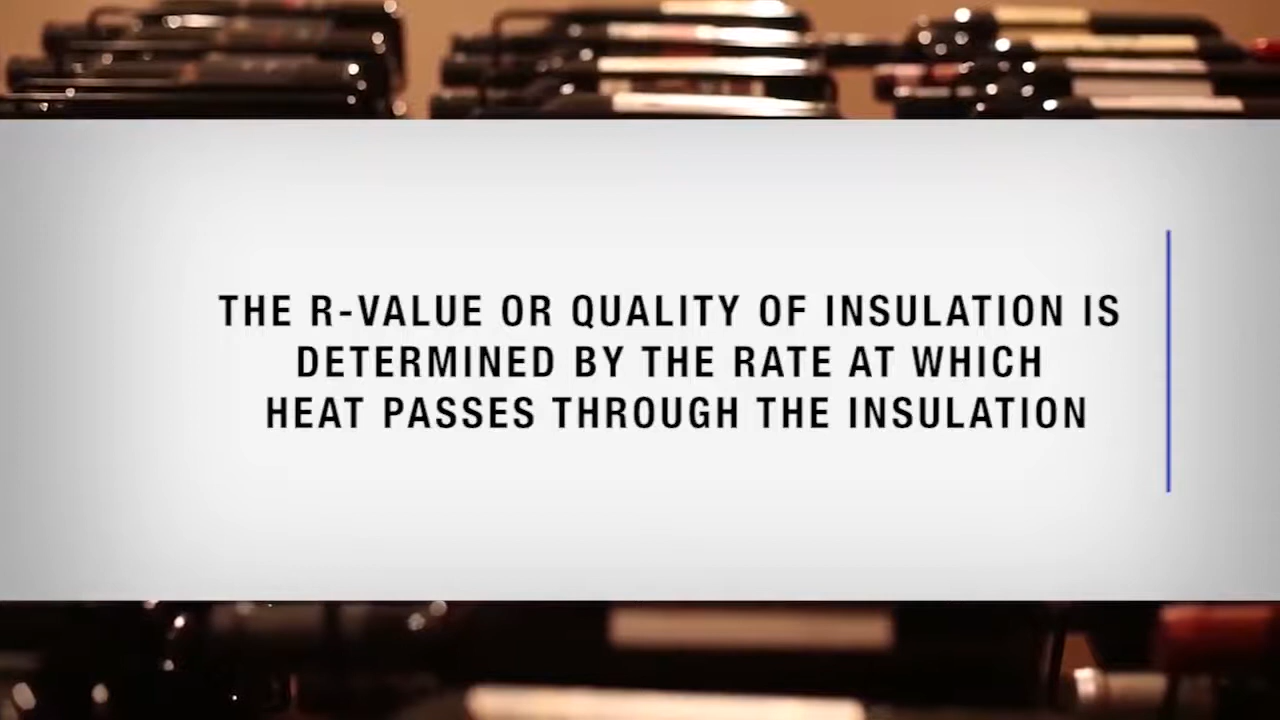 THE R-VALUE OR QUALITY OF INSULATION IS
DETERMINED BY THE RATE AT WHICH
HEAT PASSES THROUGH THE INSULATION